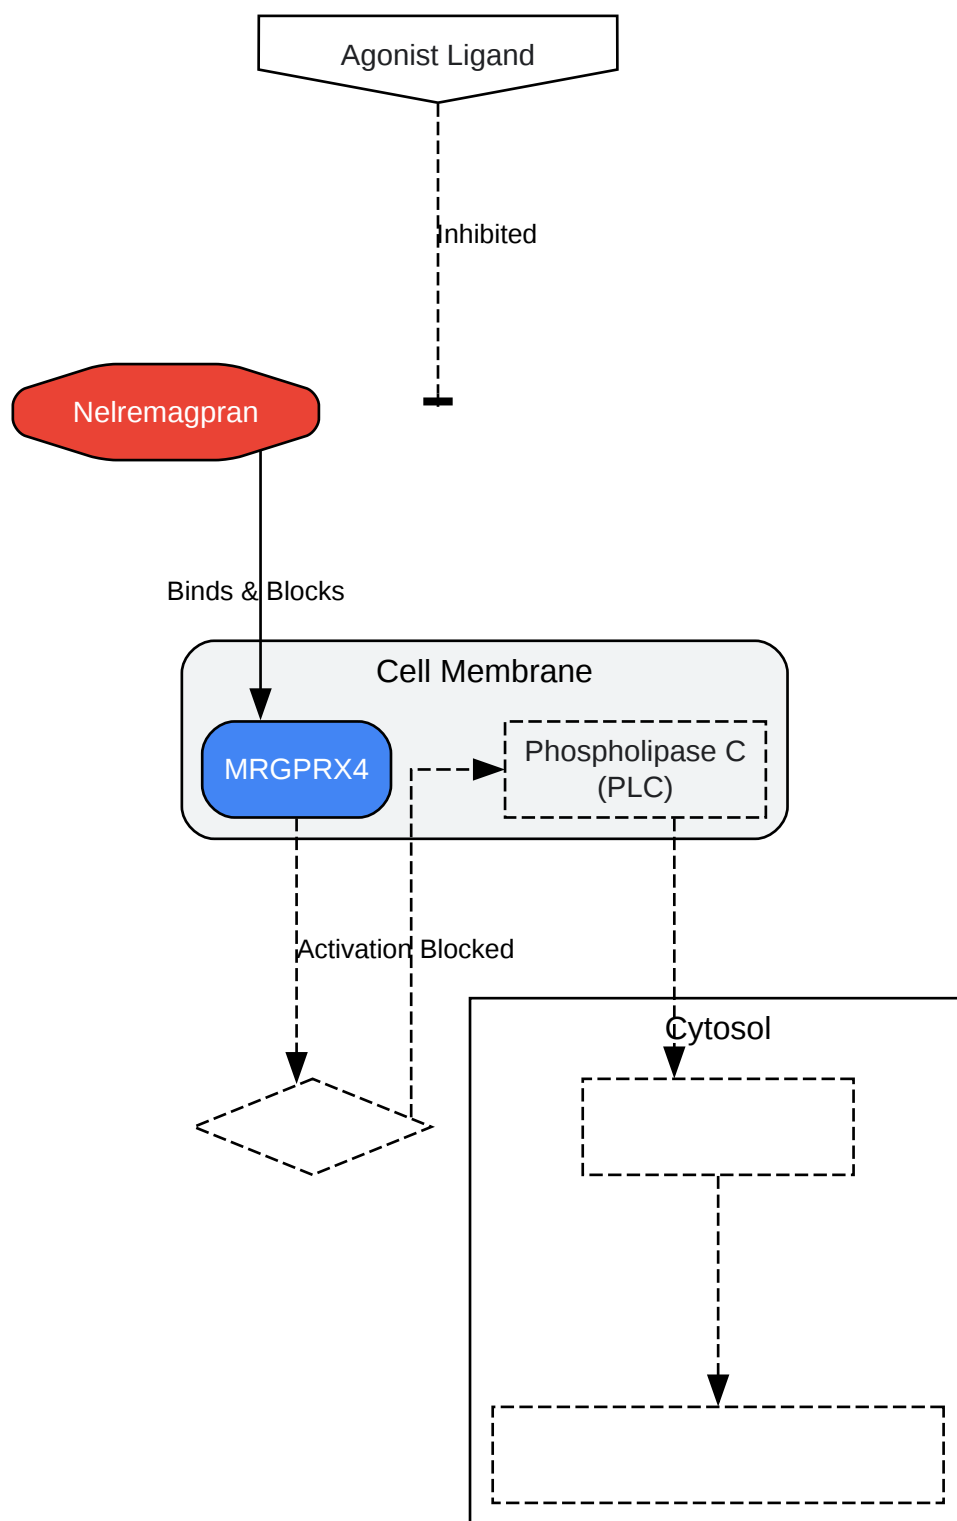 Agonist Ligand
Inhibited
Nelremagpran
Binds & Blocks
Cell Membrane
MRGPRX4
Phospholipase C
(PLC)
Activation Blocked
Cytosol